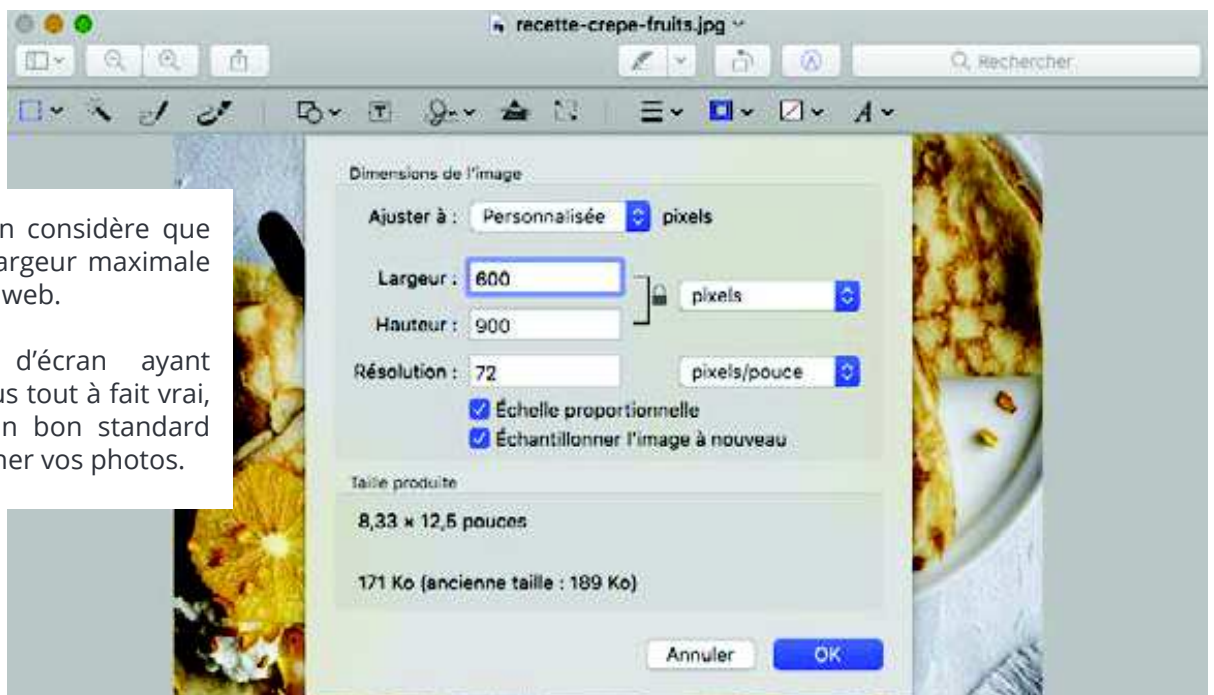 recette-crepe-fruits.jpg
Rechercher
n considère que
argeur maximale
web.
d'écran ayant
us tout à fait vrai,
n bon standard
ner vos photos.
Dimensions de l'image
Ajuster à : Personnalisée pixels
Largeur : 600
pixels
Hauteur : 900
Résolution : 72 pixels/pouce
Échelle proportionnelle
Échantillonner l'image à nouveau
Taille produite
8,33 × 12,5 pouces
171 Ko (ancienne taille : 189 Ko)
Annuler OK